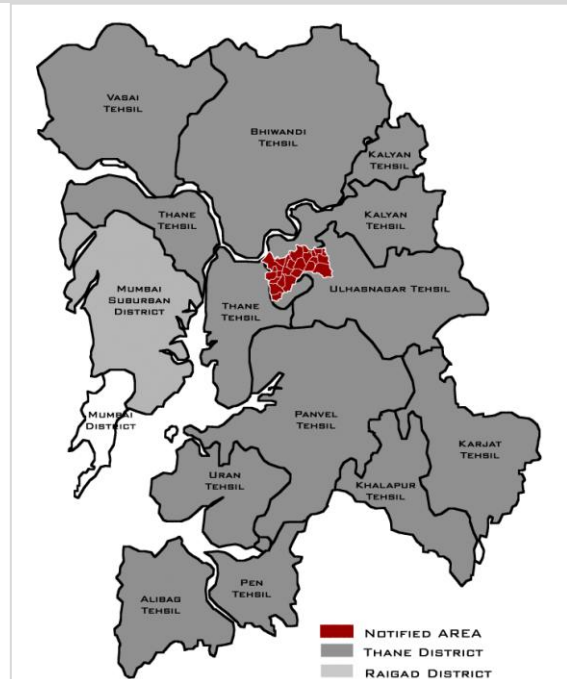 VASAI
TEHSIL
BHIWANDI
TEHSIL
KALYAN
TEHSIL
THANE
TEHSIL
KALYAN
TEHSIL
MUMBAI
SUBURBAN
DISTRICT
THANE
TEHSIL
ULHASNAGAR TEHSIL
MUMBAI
DISTRICT
PANVEL
TEHSIL
KARJAT
TEHSIL
URAN
TEHSIL
KHALAPUR
TEHSIL
ALIBAG
TEHSIL
PEN
TEHSIL
NOTIFIED AREA
THANE DISTRICT
RAIGAD DISTRICT